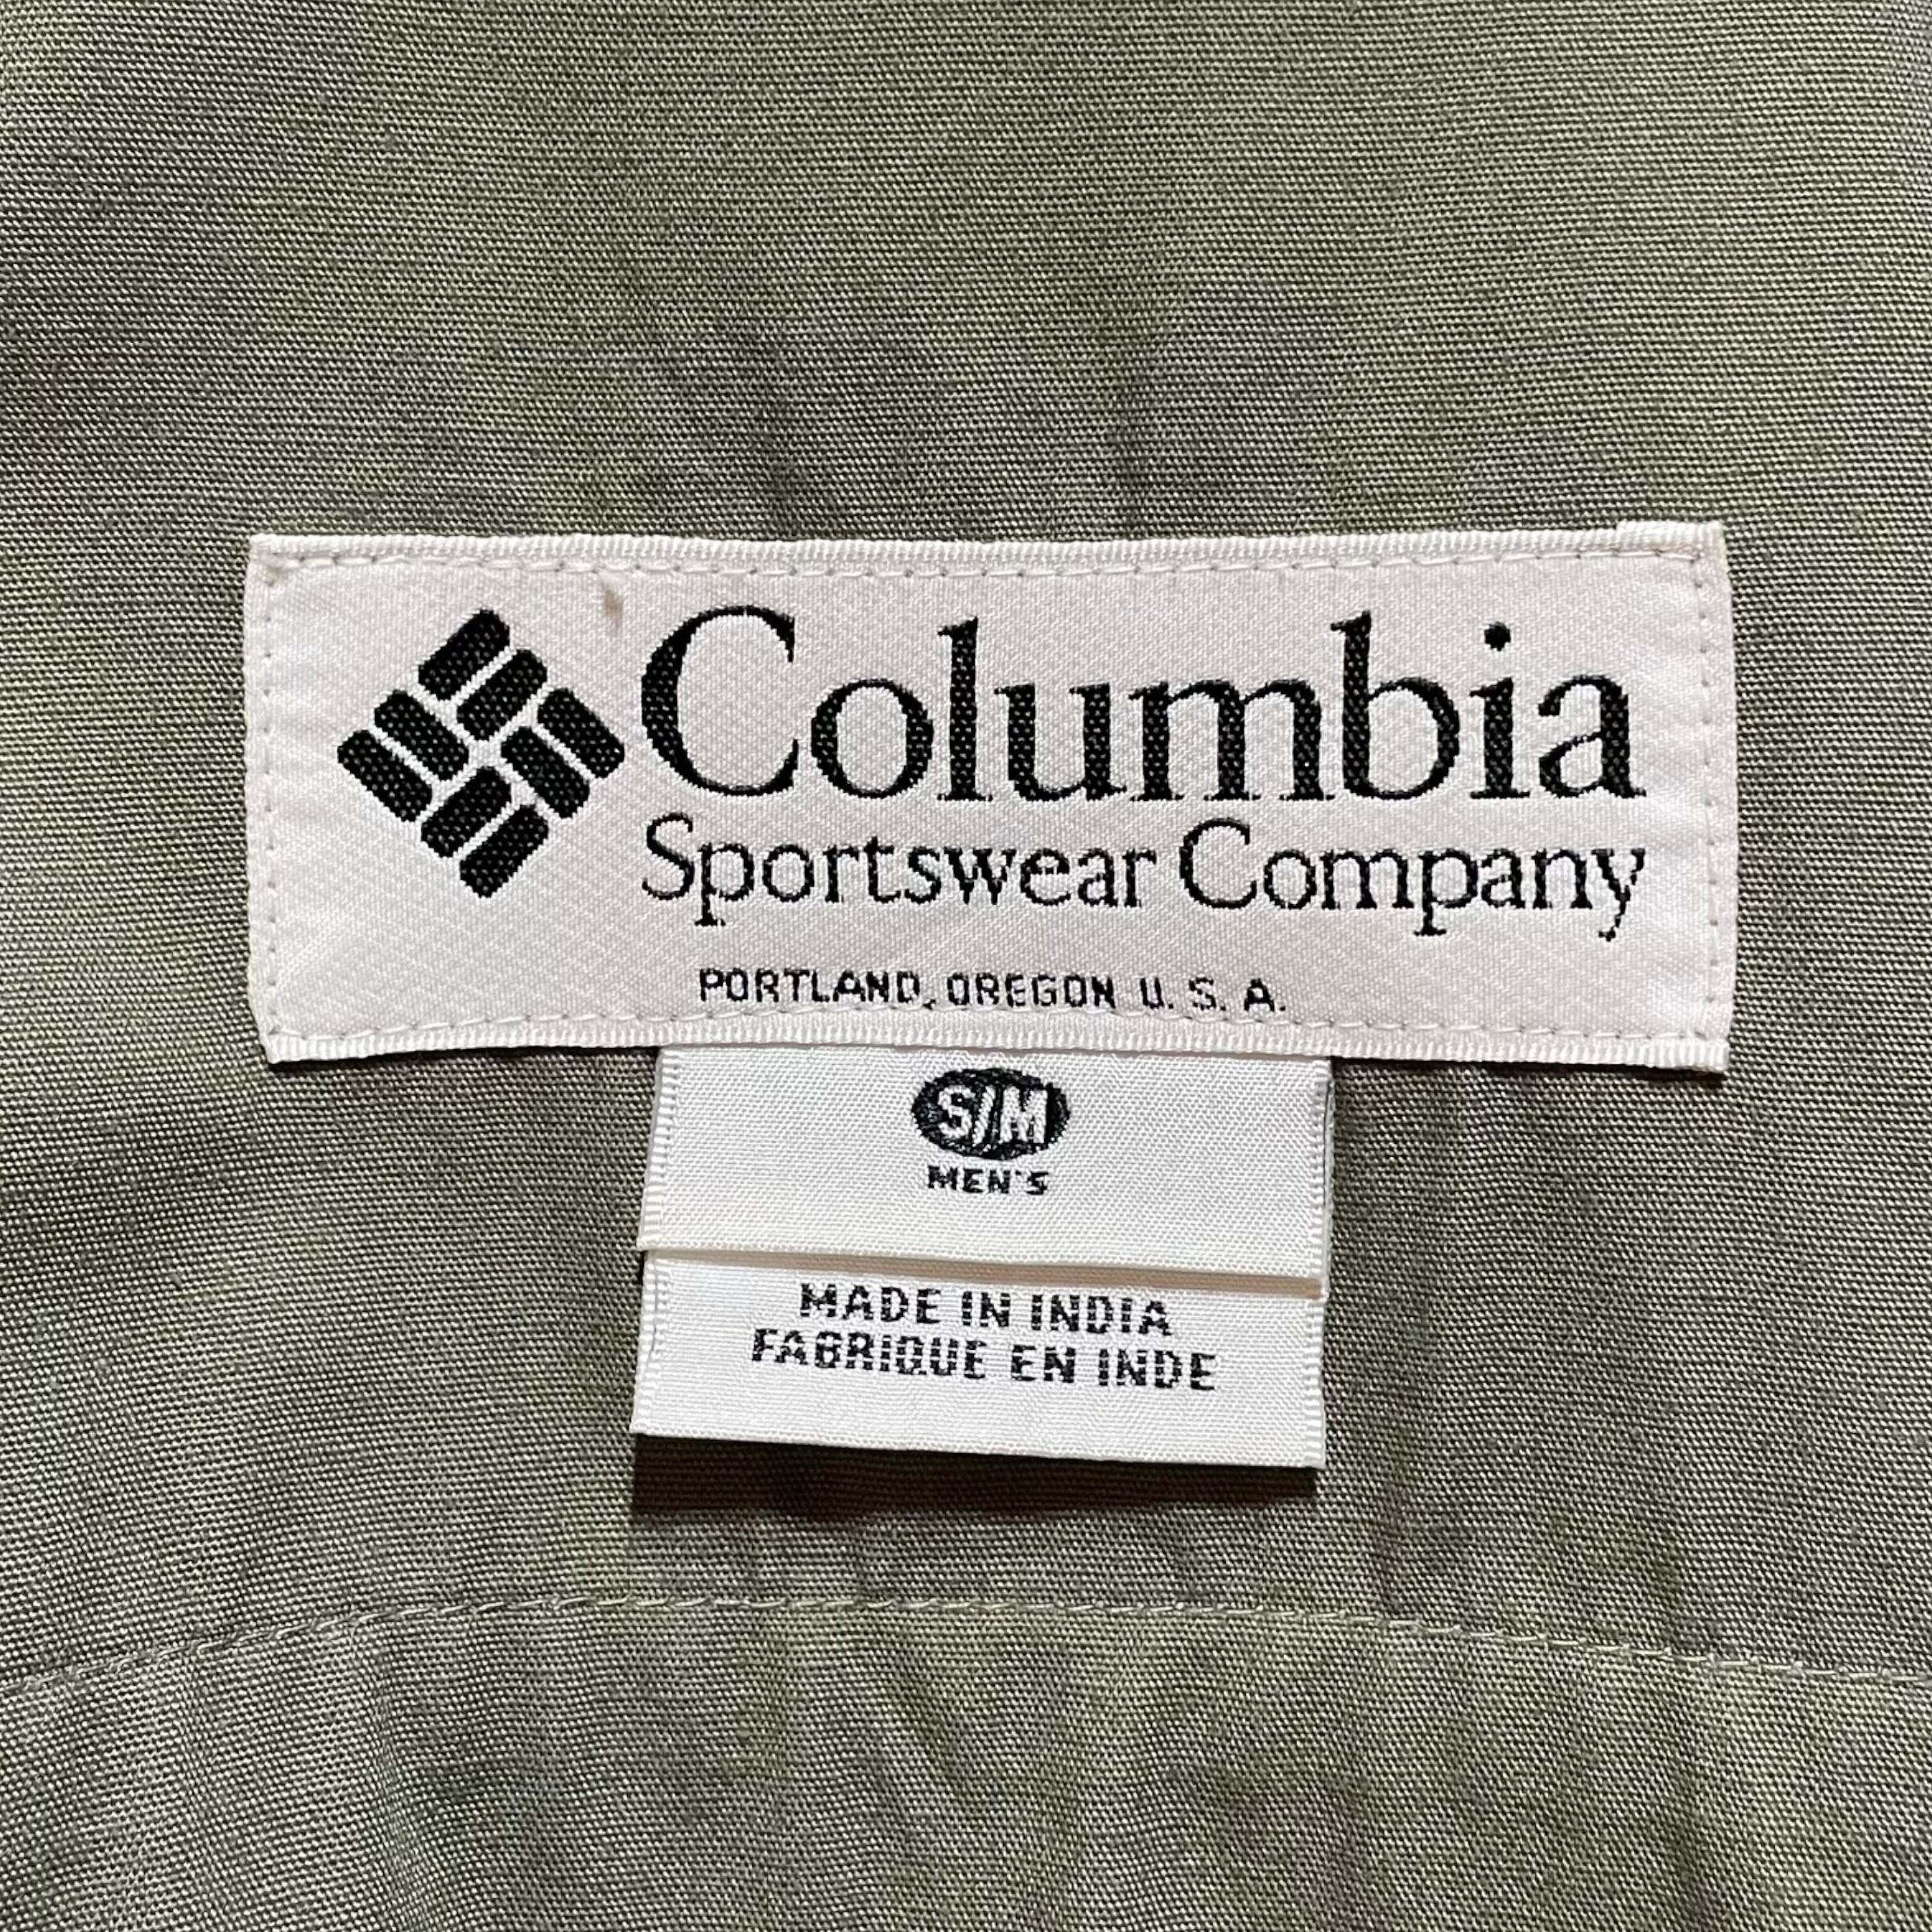 Columbia
Sportswear Company
PORTLAND, OREGON U. S. A.
S/M
MEN'S
MADE IN INDIA
FABRIQUE EN INDE